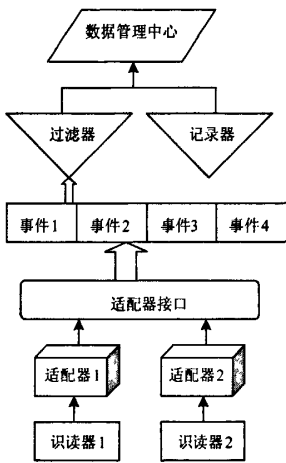 数据管理中心
过滤器 记录器
事件1 事件2 事件3 事件4
适配器接口
适配器1 适配器2
识读器1 识读器2